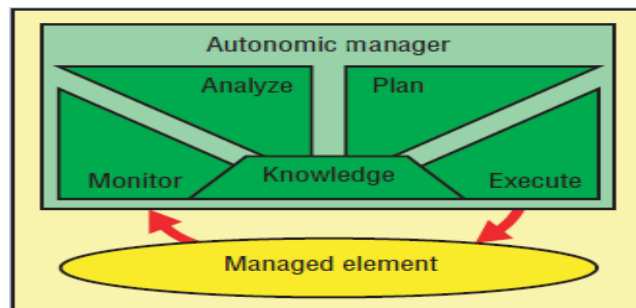 Autonomic manager
Analyze Plan
Monitor Knowledge Execute
Managed element